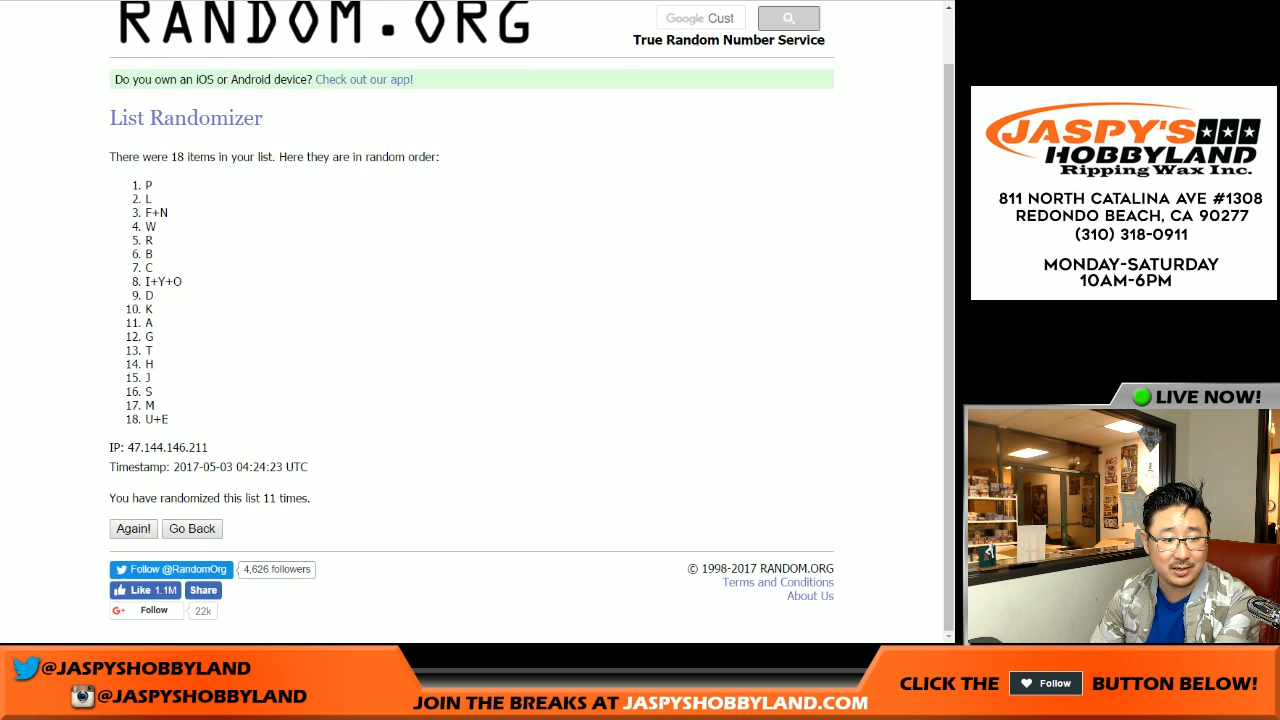 RANDOM.ORG
Google Cust
True Random Number Service
Do you own an iOS or Android device? Check out our app!
List Randomizer
There were 18 items in your list. Here they are in random order:
1. P
2. L
3. F+N
4. W
5. R
6. B
7. C
8. I+Y+O
9. D
10. K
11. A
12. G
13. T
14. H
15. J
16. S
17. M
18. U+E
IP: 47.144.146.211
Timestamp: 2017-05-03 04:24:23 UTC
You have randomized this list 11 times.
Again! Go Back
Follow @RandomOrg 4,626 followers
Like 1.1M Share
G+ Follow 22k
© 1998-2017 RANDOM.ORG
Terms and Conditions
About Us
JASPY'S
HOBBYLAND
Ripping Wax Inc.
811 NORTH CATALINA AVE #1308
REDONDO BEACH, CA 90277
(310) 318-0911
MONDAY-SATURDAY
10AM-6PM
LIVE NOW!
@JASPYSHOBBYLAND
@JASPYSHOBBYLAND
JOIN THE BREAKS AT JASPYSHOBBYLAND.COM
CLICK THE Follow BUTTON BELOW!